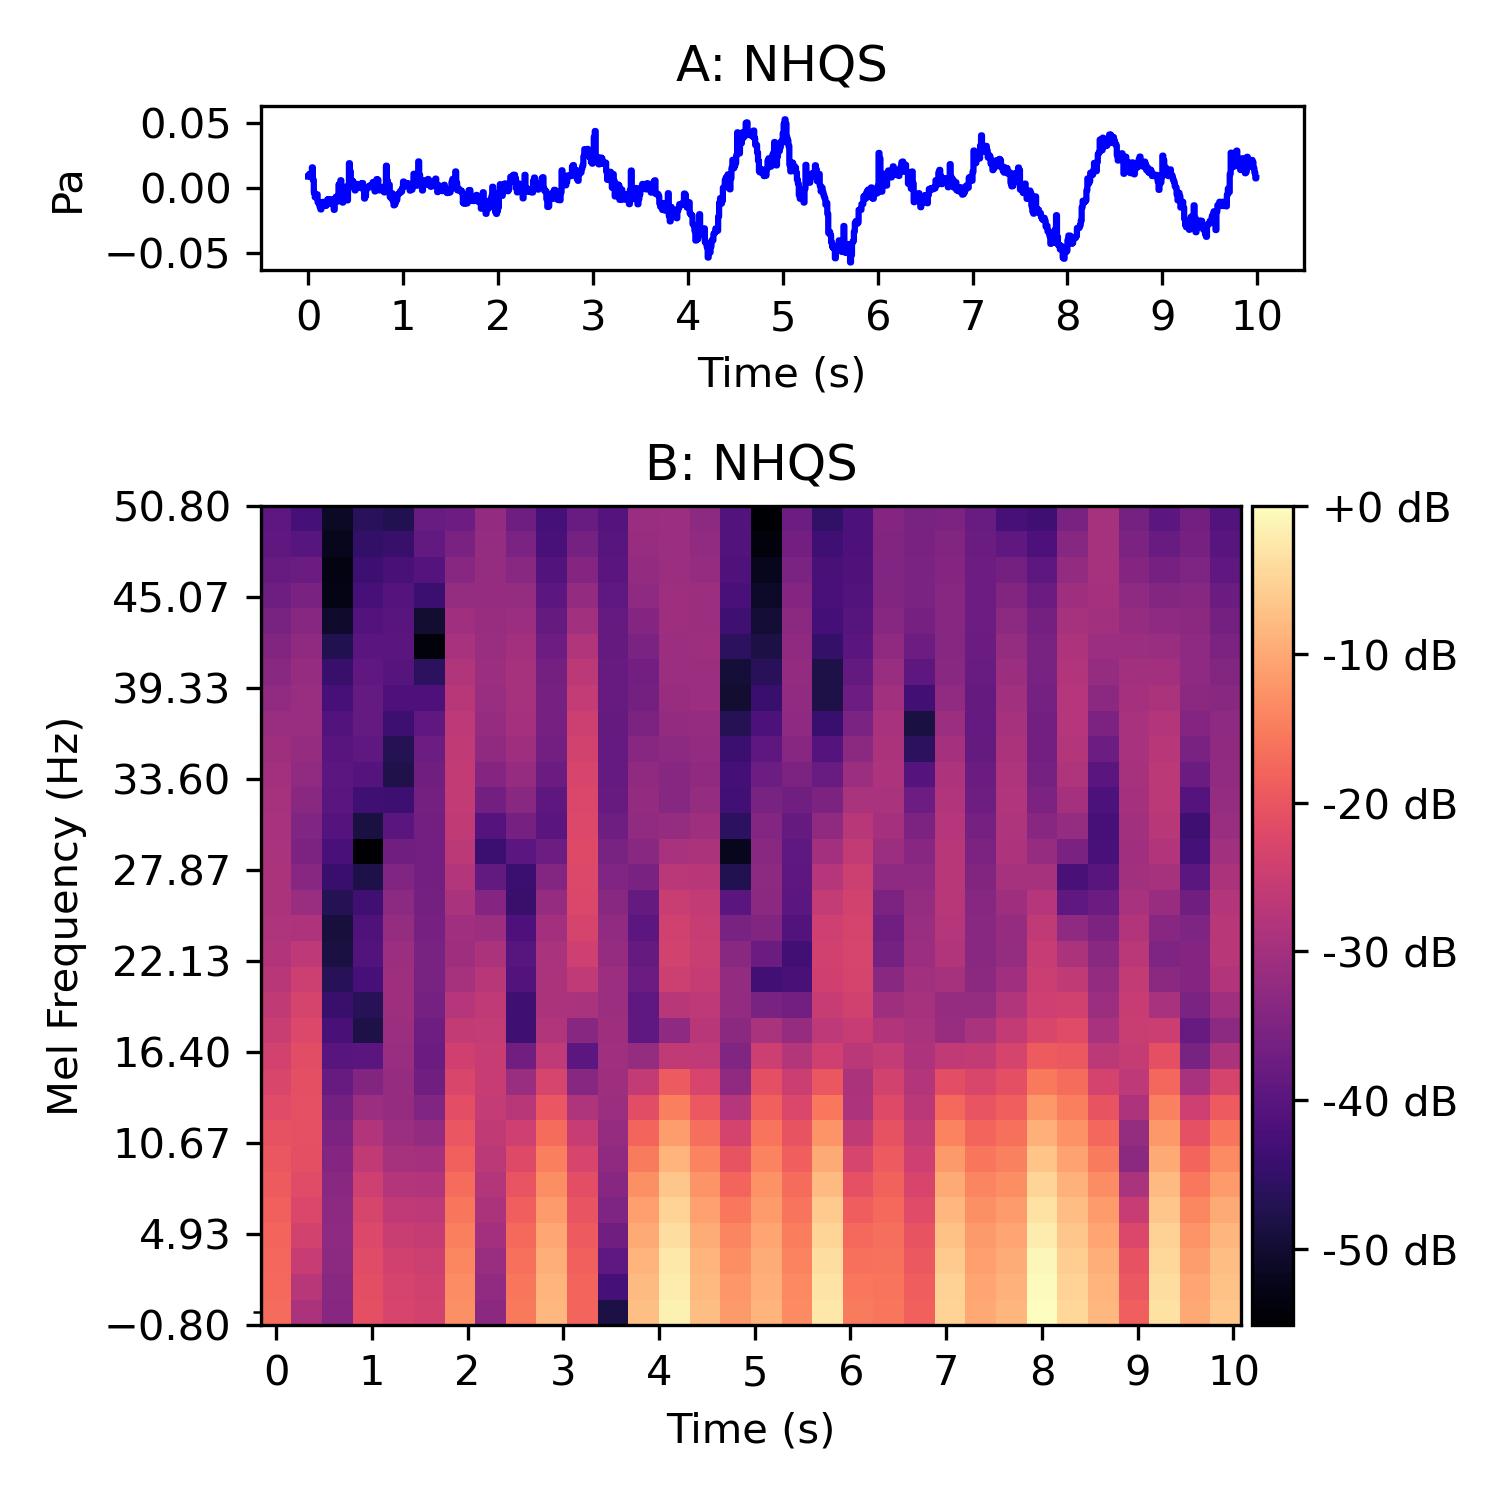 A: NHQS
Pa
0.05
0.00
−0.05
0 1 2 3 4 5 6 7 8 9 10
Time (s)
B: NHQS
Mel Frequency (Hz)
50.80
45.07
39.33
33.60
27.87
22.13
16.40
10.67
4.93
−0.80
+0 dB
-10 dB
-20 dB
-30 dB
-40 dB
-50 dB
0 1 2 3 4 5 6 7 8 9 10
Time (s)